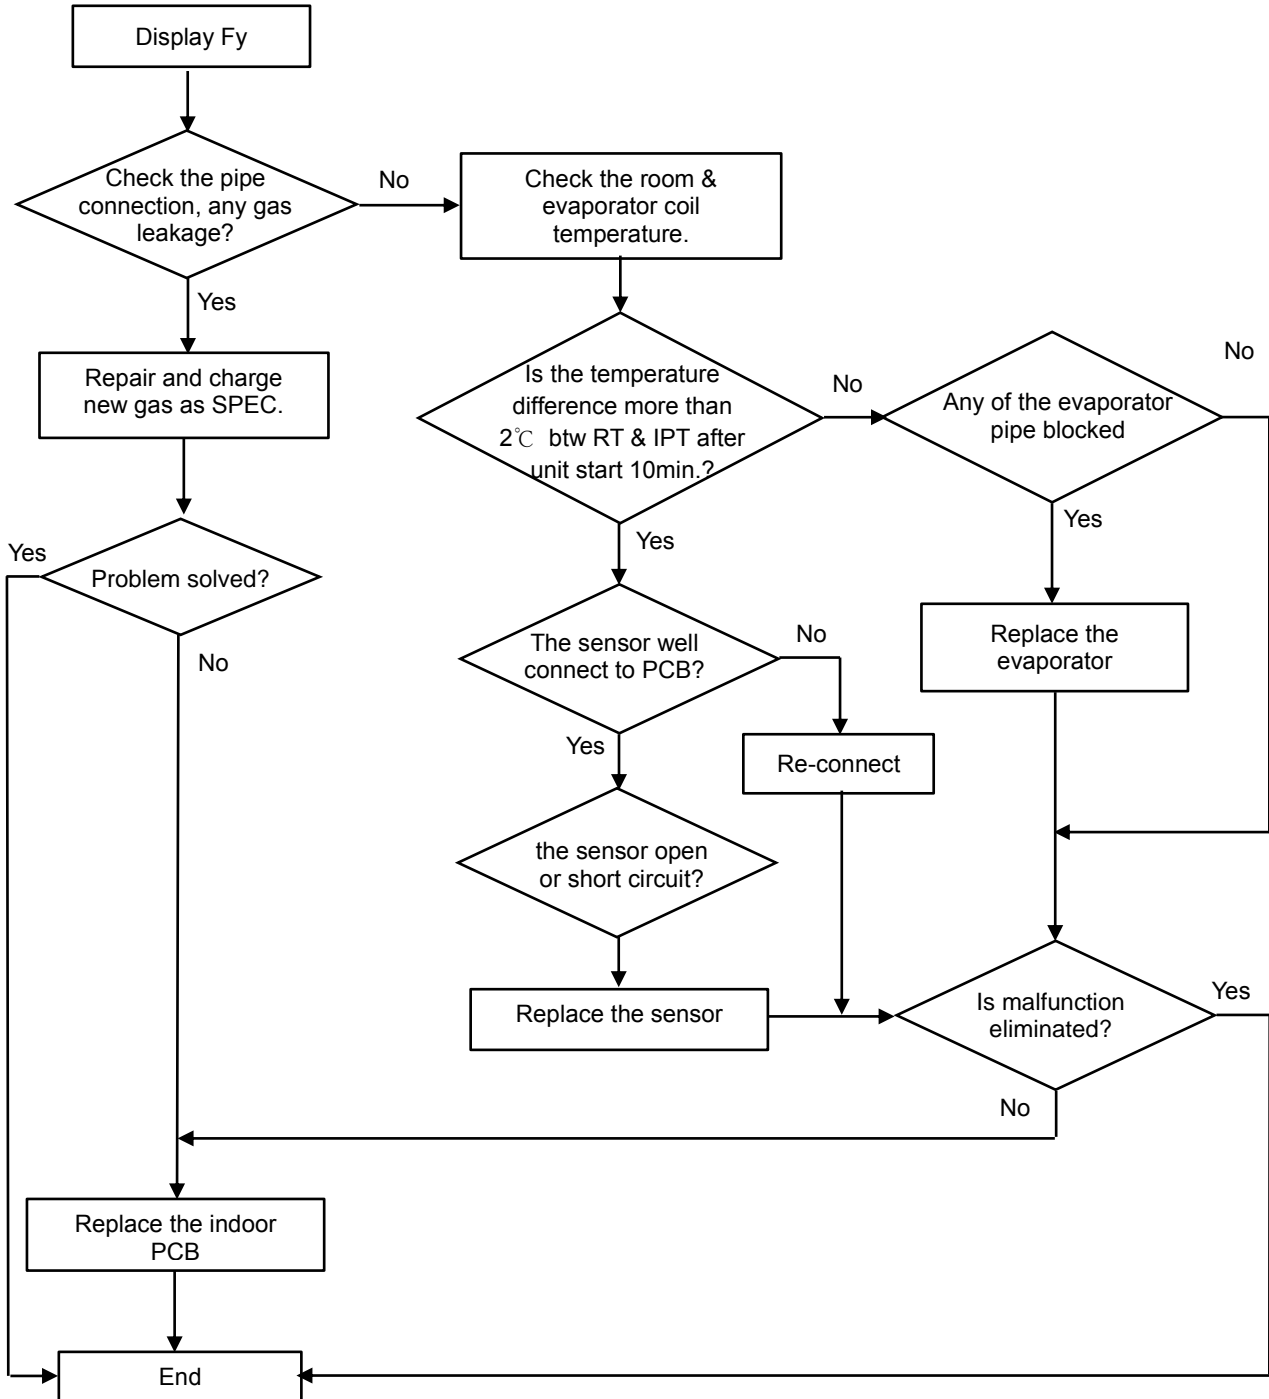 Display Fy
Check the pipe
connection, any gas
leakage?
No
Check the room &
evaporator coil
temperature.
Yes
Repair and charge
new gas as SPEC.
Is the temperature
difference more than
2℃ btw RT & IPT after
unit start 10min.?
No
Any of the evaporator
pipe blocked
No
Yes
Problem solved?
Yes
Yes
No
The sensor well
connect to PCB?
No
Replace the
evaporator
Yes
Re-connect
the sensor open
or short circuit?
Replace the sensor
Is malfunction
eliminated?
Yes
No
Replace the indoor
PCB
End